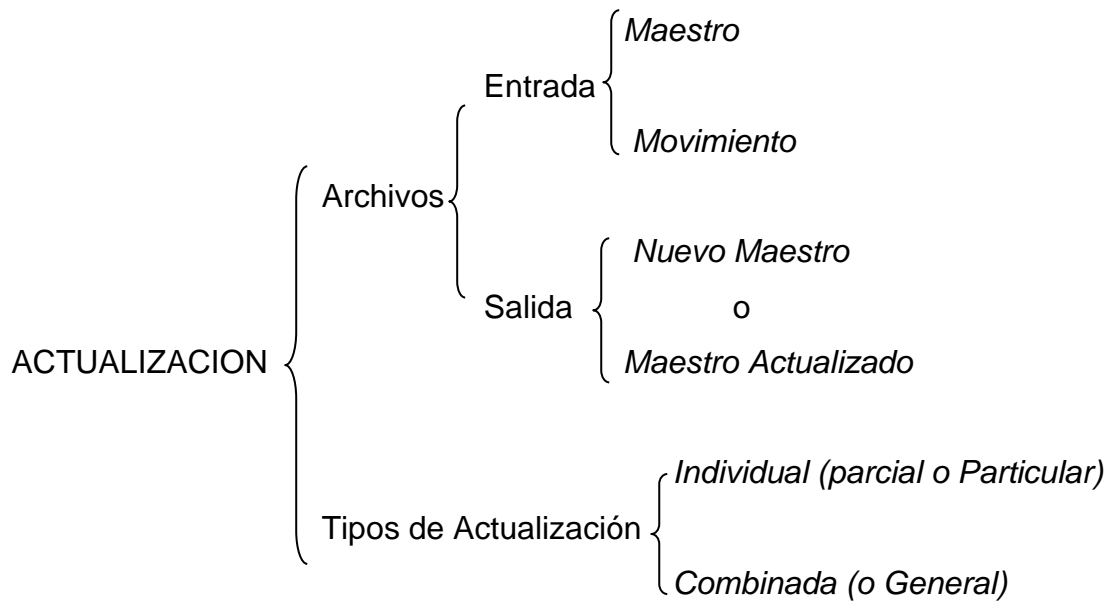 Maestro
Entrada
Movimiento
Archivos
Nuevo Maestro
Salida
o
ACTUALIZACION
Maestro Actualizado
Individual (parcial o Particular)
Tipos de Actualización
Combinada (o General)